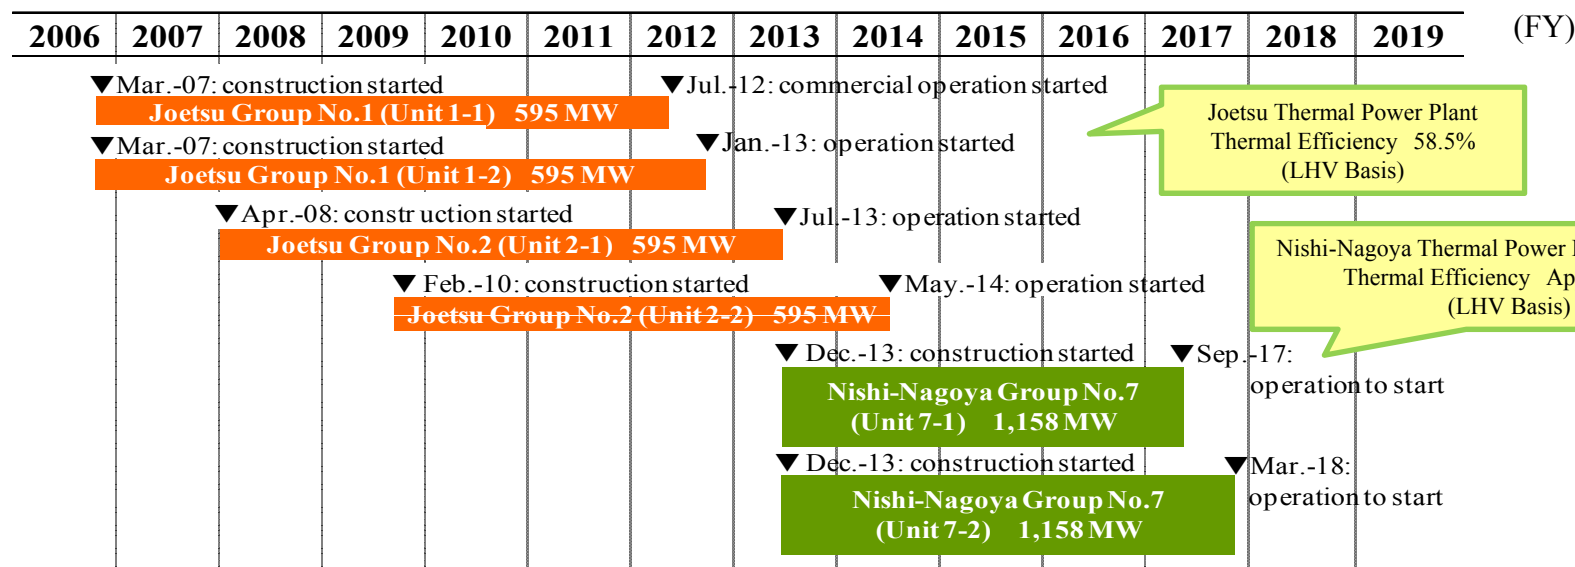 2006 2007 2008 2009 2010 2011 2012 2013 2014 2015 2016 2017 2018 2019 (FY)
▼Mar.-07: construction started ▼Jul.-12: commercial operation started
Joetsu Group No.1 (Unit 1-1) 595 MW
▼Mar.-07: construction started ▼Jan.-13: operation started
Joetsu Group No.1 (Unit 1-2) 595 MW
Joetsu Thermal Power Plant
Thermal Efficiency 58.5%
(LHV Basis)
▼Apr.-08: construction started ▼Jul.-13: operation started
Joetsu Group No.2 (Unit 2-1) 595 MW
▼ Feb.-10: construction started ▼May.-14: operation started
Joetsu Group No.2 (Unit 2-2) 595 MW
Nishi-Nagoya Thermal Power
Thermal Efficiency Ap
(LHV Basis)
▼ Dec.-13: construction started ▼Sep.-17:
operation to start
Nishi-Nagoya Group No.7
(Unit 7-1) 1,158 MW
▼ Dec.-13: construction started ▼ Mar.-18:
operation to start
Nishi-Nagoya Group No.7
(Unit 7-2) 1,158 MW